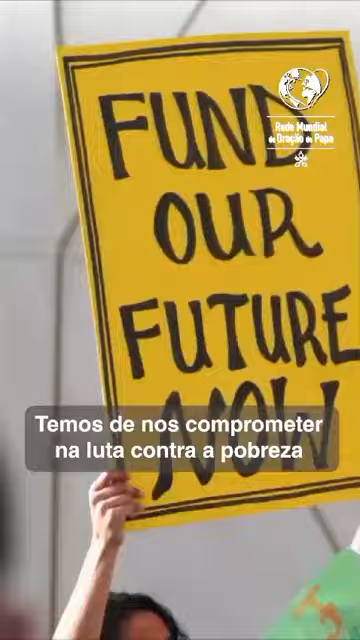 Rede Mundial
de Oração do Papa
FUND
OUR
FUTURE
NOW
Temos de nos comprometer
na luta contra a pobreza